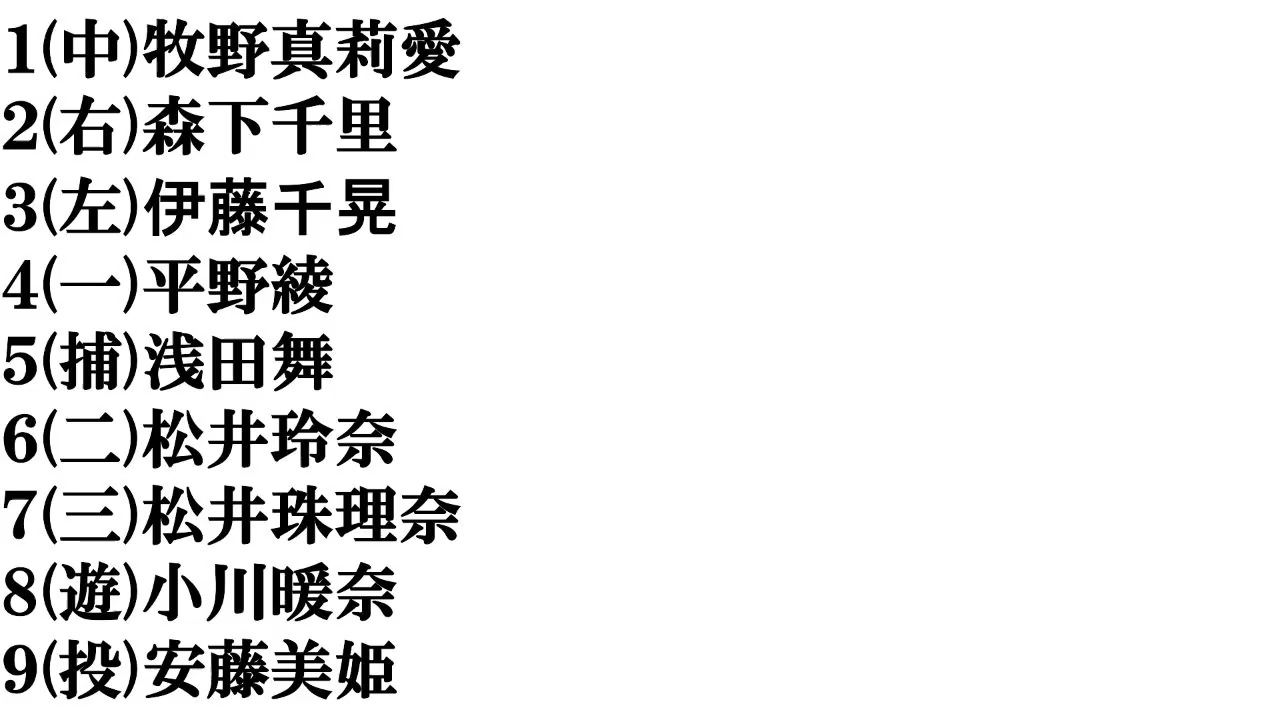 1(中)牧野真莉愛
2(右)森下千里
3(左)伊藤千晃
4(一)平野綾
5(捕)浅田舞
6(二)松井玲奈
7(三)松井珠理奈
8(遊)小川暖奈
9(投)安藤美姫